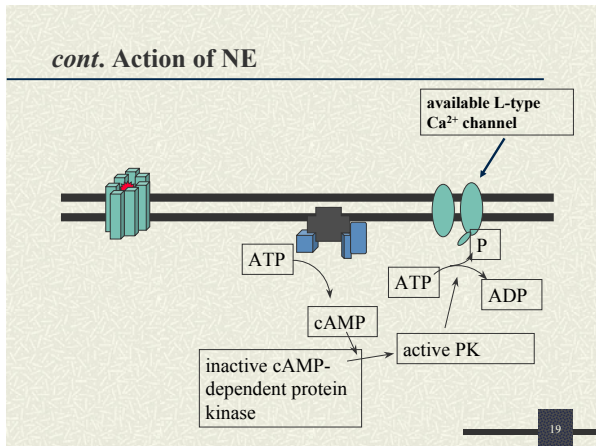 cont. Action of NE
available L-type
Ca²⁺ channel
P
ATP
ATP
ADP
cAMP
active PK
inactive cAMP-
dependent protein
kinase
19